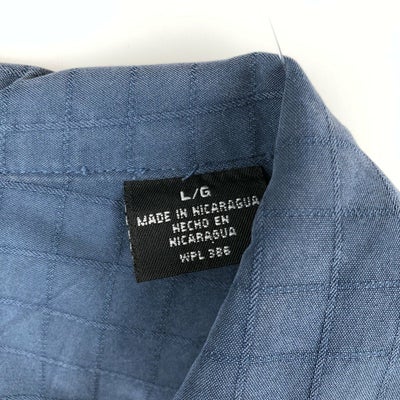 L/G
MADE IN NICARAGUA
HECHO EN
NICARAGUA
WPL 386